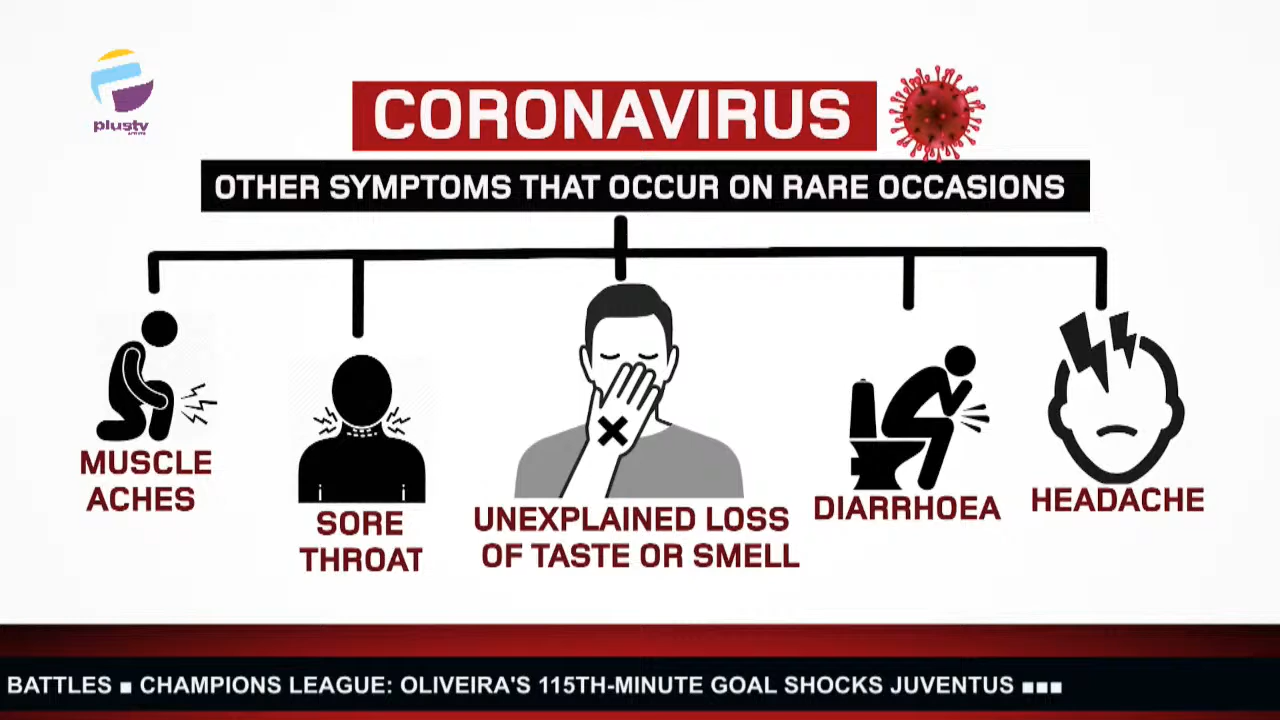 plustv
CORONAVIRUS
OTHER SYMPTOMS THAT OCCUR ON RARE OCCASIONS
MUSCLE
ACHES
SORE
THROAT
UNEXPLAINED LOSS
OF TASTE OR SMELL
DIARRHOEA
HEADACHE
BATTLES ■ CHAMPIONS LEAGUE: OLIVEIRA'S 115TH-MINUTE GOAL SHOCKS JUVENTUS ■■■